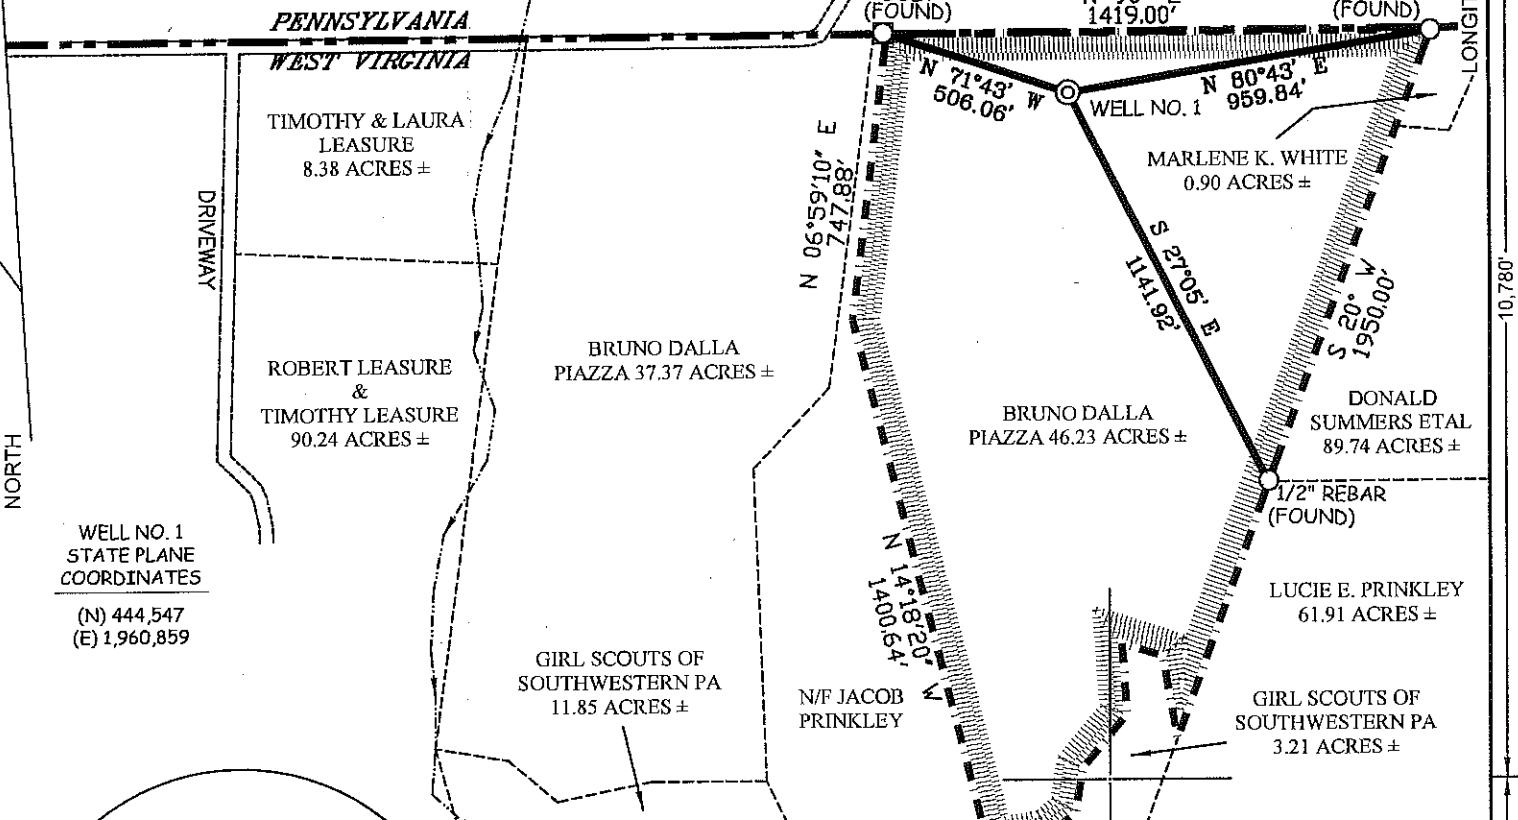 PENNSYLVANIA
WEST VIRGINIA
(FOUND)
1419.00'
(FOUND)
LONGIT
N 71°43' W
506.06'
WELL NO. 1
N 80°43' E
959.84'
TIMOTHY & LAURA
LEASURE
8.38 ACRES ±
MARLENE K. WHITE
0.90 ACRES ±
DRIVEWAY
N 06°59'10" E
747.88'
S 27°05' E
1141.92'
S 20° W
1950.00'
10,780'
ROBERT LEASURE
&
TIMOTHY LEASURE
90.24 ACRES ±
BRUNO DALLA
PIAZZA 37.37 ACRES ±
BRUNO DALLA
PIAZZA 46.23 ACRES ±
DONALD
SUMMERS ETAL
89.74 ACRES ±
NORTH
1/2" REBAR
(FOUND)
WELL NO. 1
STATE PLANE
COORDINATES
(N) 444,547
(E) 1,960,859
N 14°18'20" W
1400.64'
LUCIE E. PRINKLEY
61.91 ACRES ±
GIRL SCOUTS OF
SOUTHWESTERN PA
11.85 ACRES ±
N/F JACOB
PRINKLEY
GIRL SCOUTS OF
SOUTHWESTERN PA
3.21 ACRES ±